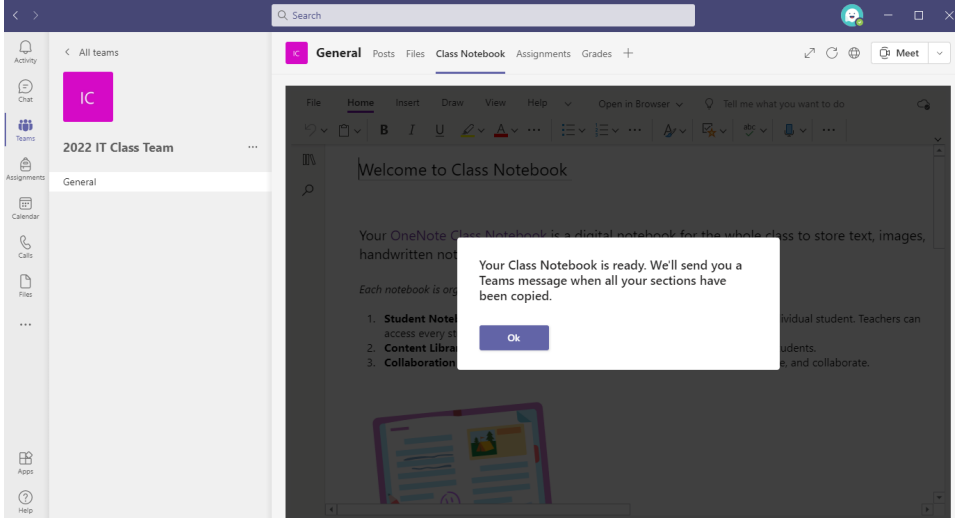 Search
Activity
Chat
Teams
Assignments
Calendar
Calls
Files
Apps
Help
All teams
IC
2022 IT Class Team
General
IC General Posts Files Class Notebook Assignments Grades
Meet
File Home Insert Draw View Help Open in Browser Tell me what you want to do
B I U A abc
Welcome to Class Notebook
Your OneNote Class Notebook is a digital notebook for the whole class to store text, images,
handwritten not
Each notebook is org
1. Student Note ividual student. Teachers can
access every st
2. Content Libra udents.
3. Collaboration e, and collaborate.
Your Class Notebook is ready. We'll send you a
Teams message when all your sections have
been copied.
Ok